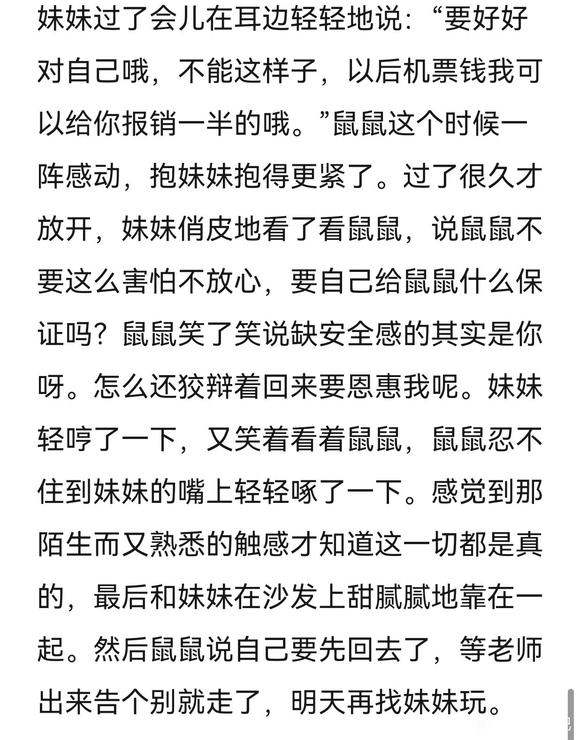 妹妹过了会儿在耳边轻轻地说：“要好好
对自己哦，不能这样子，以后机票钱我可
以给你报销一半的哦。”鼠鼠这个时候一
阵感动，抱妹妹抱得更紧了。过了很久才
放开，妹妹俏皮地看了看鼠鼠，说鼠鼠不
要这么害怕不放心，要自己给鼠鼠什么保
证吗？鼠鼠笑了笑说缺安全感的其实是你
呀。怎么还狡辩着回来要恩惠我呢。妹妹
轻哼了一下，又笑着看着鼠鼠，鼠鼠忍不
住到妹妹的嘴上轻轻啄了一下。感觉到那
陌生而又熟悉的触感才知道这一切都是真
的，最后和妹妹在沙发上甜腻腻地靠在一
起。然后鼠鼠说自己要先回去了，等老师
出来告个别就走了，明天再找妹妹玩。